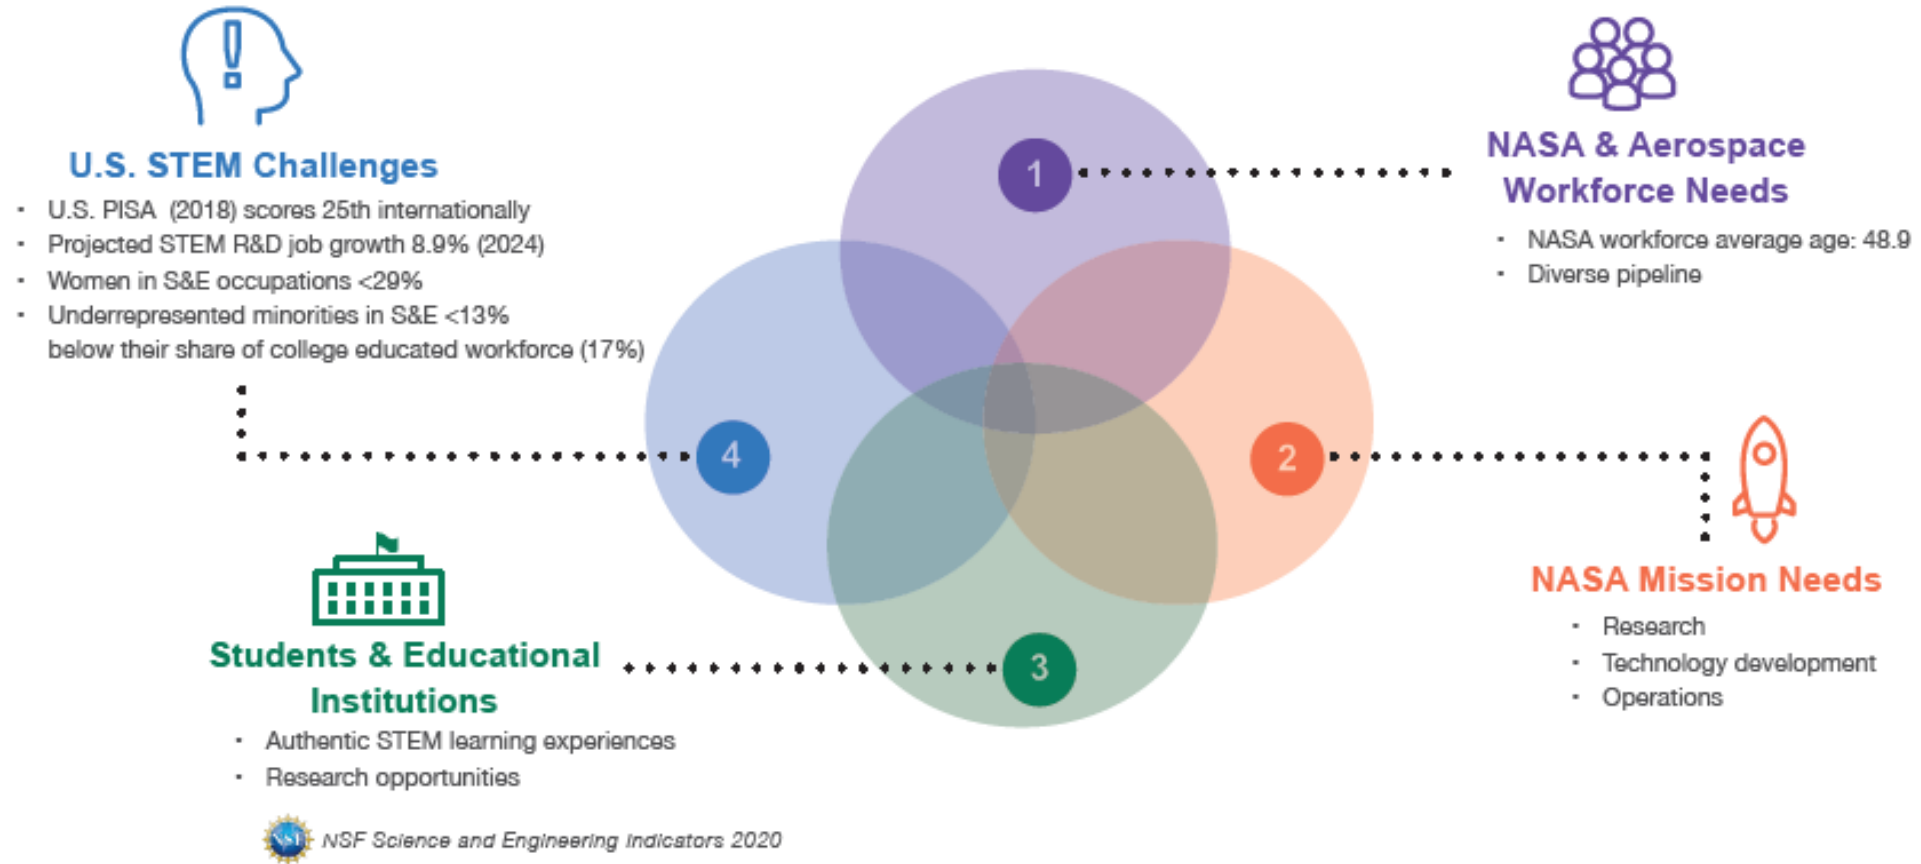 U.S. STEM Challenges
· U.S. PISA (2018) scores 25th internationally
· Projected STEM R&D job growth 8.9% (2024)
· Women in S&E occupations <29%
· Underrepresented minorities in S&E <13%
below their share of college educated workforce (17%)
1
NASA & Aerospace
Workforce Needs
· NASA workforce average age: 48.9
· Diverse pipeline
4
2
NASA Mission Needs
· Research
· Technology development
· Operations
Students & Educational
Institutions
· Authentic STEM learning experiences
· Research opportunities
3
NSF
NSF Science and Engineering Indicators 2020